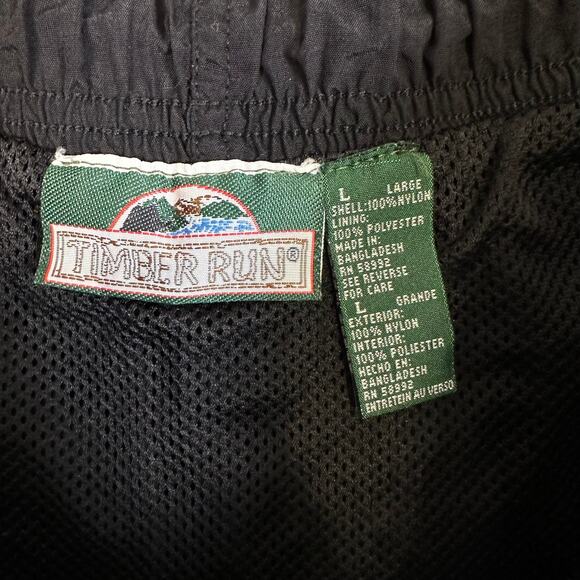 TIMBER RUN®
L LARGE
SHELL:100%NYLON
LINING:
100% POLYESTER
MADE IN:
BANGLADESH
RN 58992
SEE REVERSE
FOR CARE
L GRANDE
EXTERIOR:
100% NYLON
INTERIOR:
100% POLIESTER
HECHO EN:
BANGLADESH
RN 58992
ENTRETEIN AU VERSO